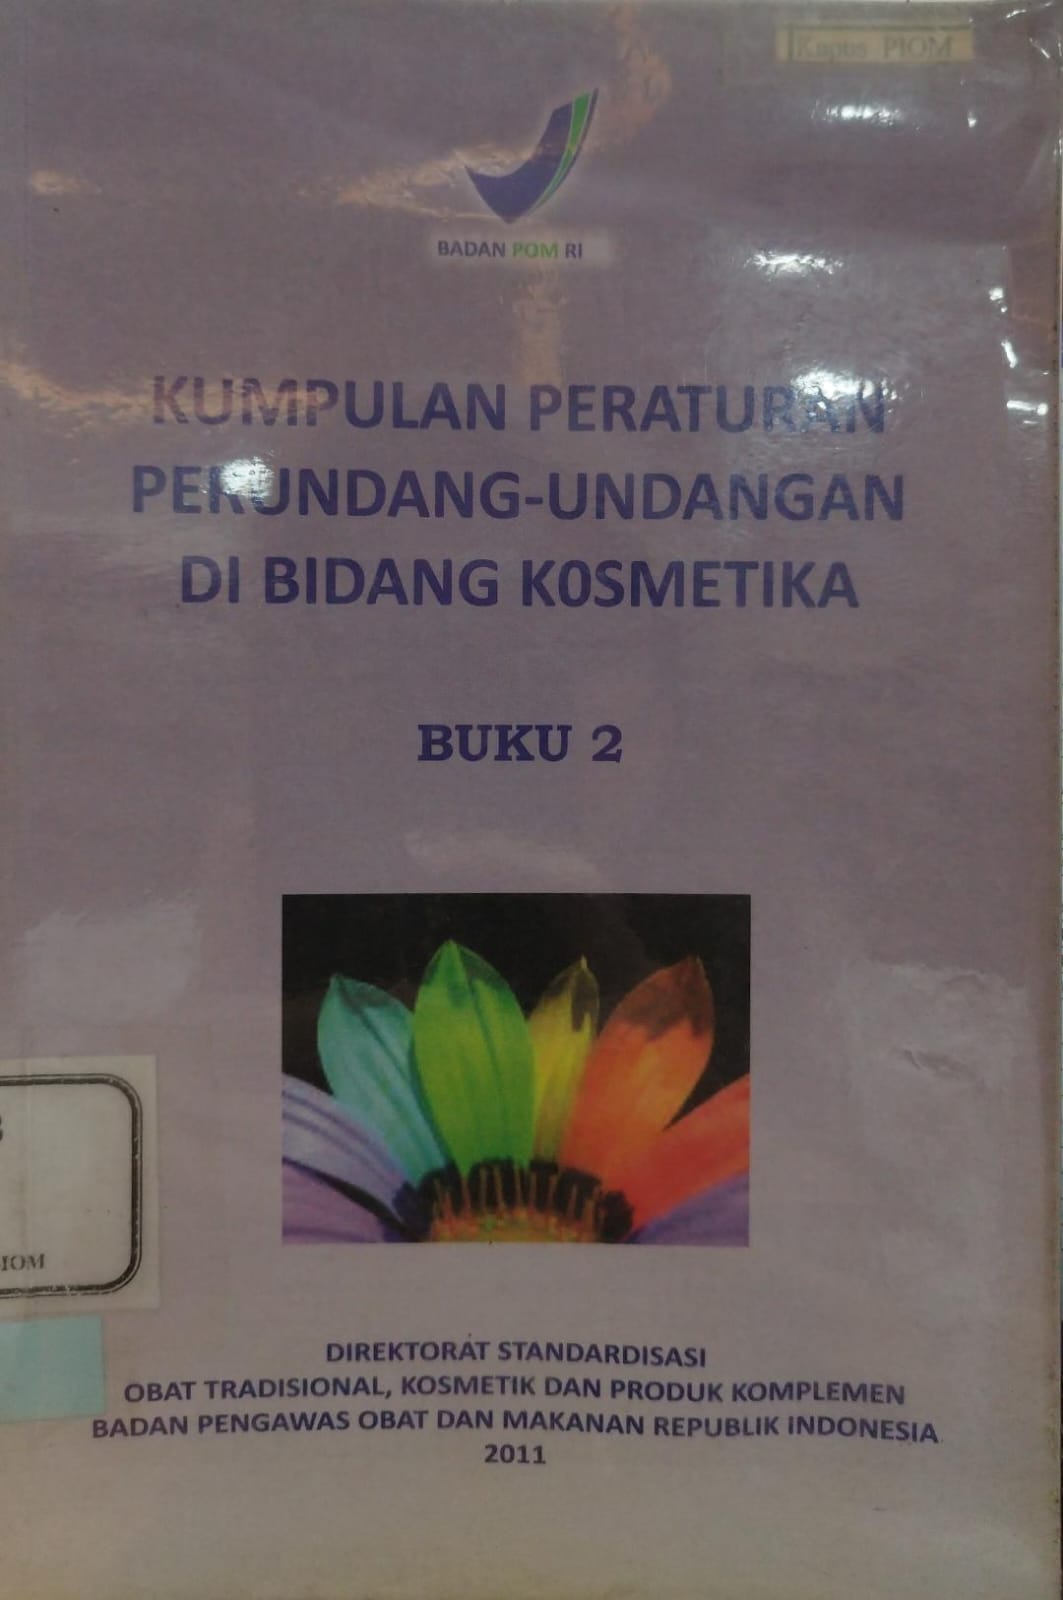 Kapus PIOM
BADAN POM RI
KUMPULAN PERATURAN
PERUNDANG-UNDANGAN
DI BIDANG K0SMETIKA
BUKU 2
IOM
DIREKTORAT STANDARDISASI
OBAT TRADISIONAL, KOSMETIK DAN PRODUK KOMPLEMEN
BADAN PENGAWAS OBAT DAN MAKANAN REPUBLIK INDONESIA
2011